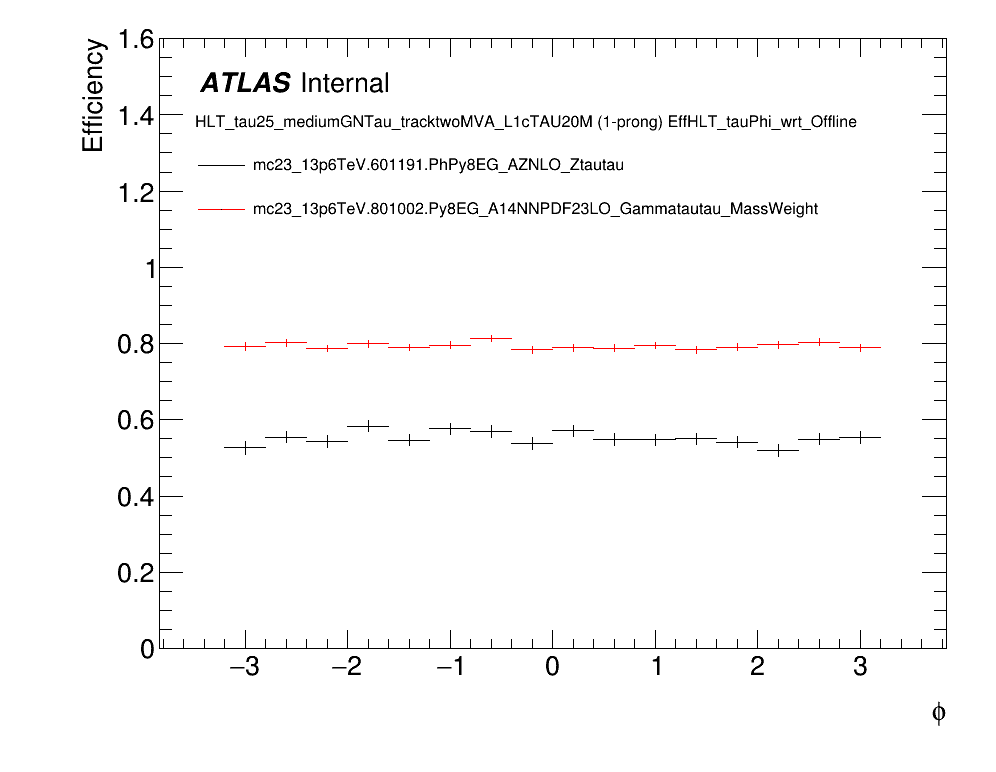 Efficiency
1.6
ATLAS Internal
1.4
HLT_tau25_mediumGNTau_tracktwoMVA_L1cTAU20M (1-prong) EffHLT_tauPhi_wrt_Offline
mc23_13p6TeV.601191.PhPy8EG_AZNLO_Ztautau
1.2
mc23_13p6TeV.801002.Py8EG_A14NNPDF23LO_Gammatautau_MassWeight
1
0.8
0.6
0.4
0.2
0
−3 −2 −1 0 1 2 3
ϕ